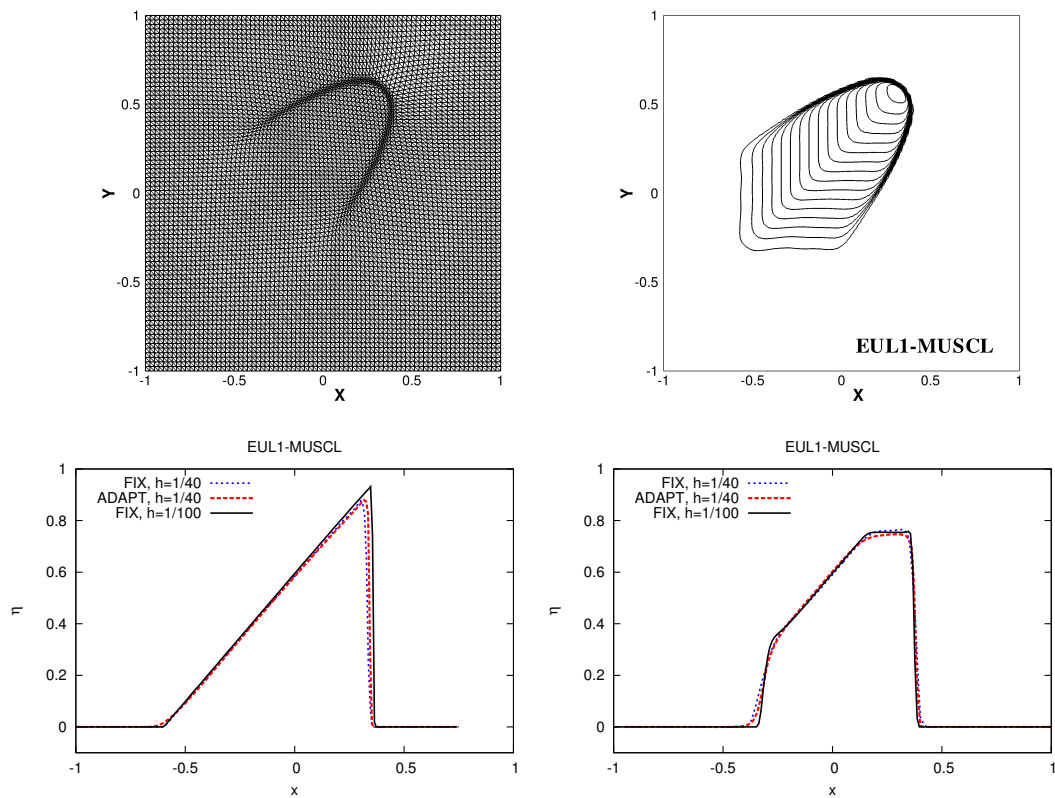 1
0.5
0
-0.5
-1
Y
-1
-0.5
0
0.5
1
X
1
0.5
0
-0.5
-1
Y
EUL1-MUSCL
-1
-0.5
0
0.5
1
X
EUL1-MUSCL
1
0.8
0.6
0.4
0.2
0
η
FIX, h=1/40
ADAPT, h=1/40
FIX, h=1/100
-1
-0.5
0
0.5
1
x
EUL1-MUSCL
1
0.8
0.6
0.4
0.2
0
η
FIX, h=1/40
ADAPT, h=1/40
FIX, h=1/100
-1
-0.5
0
0.5
1
x